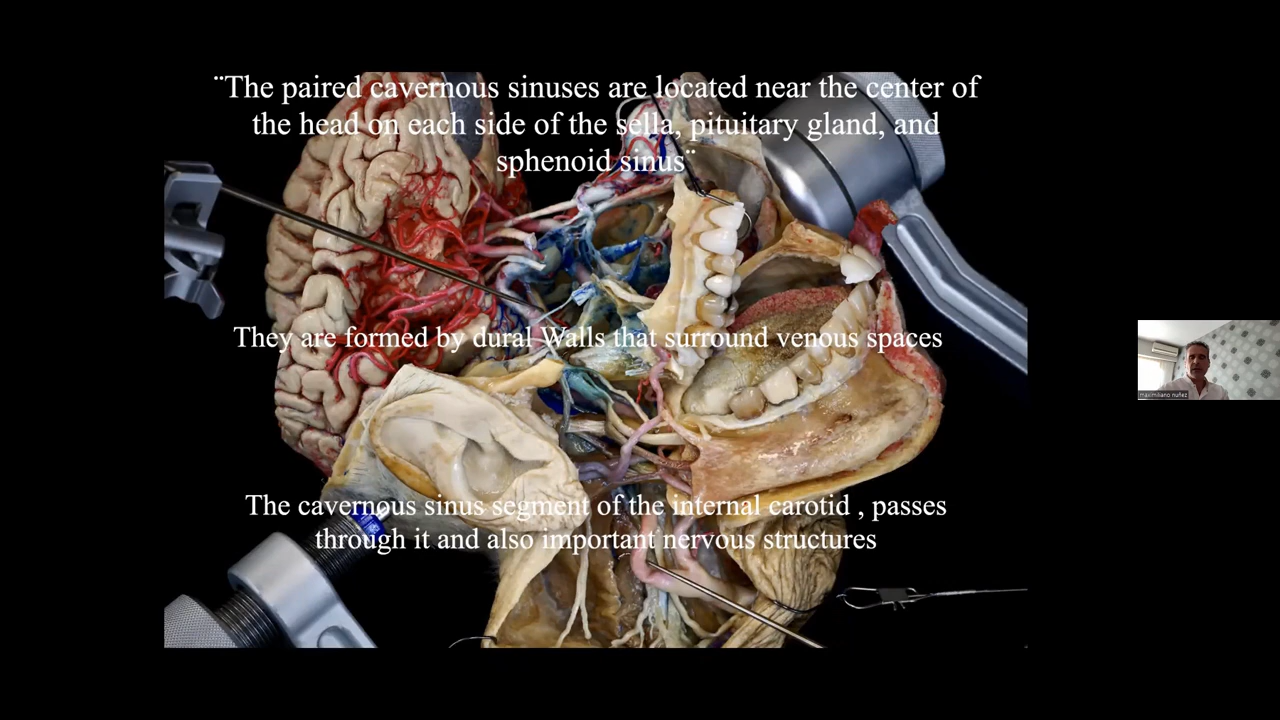 ¨The paired cavernous sinuses are located near the center of
the head on each side of the sella, pituitary gland, and
sphenoid sinus¨
They are formed by dural Walls that surround venous spaces
The cavernous sinus segment of the internal carotid , passes
through it and also important nervous structures
maximiliano nuñez